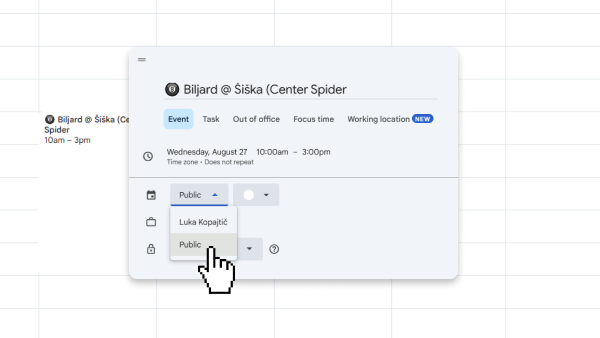 Biljard @ Šiška (Center Spider
Event Task Out of office Focus time Working location NEW
Biljard @ Šiška (Ce
Spider
10am – 3pm
Wednesday, August 27 10:00am – 3:00pm
Time zone • Does not repeat
Public
Luka Kopajtič
Public